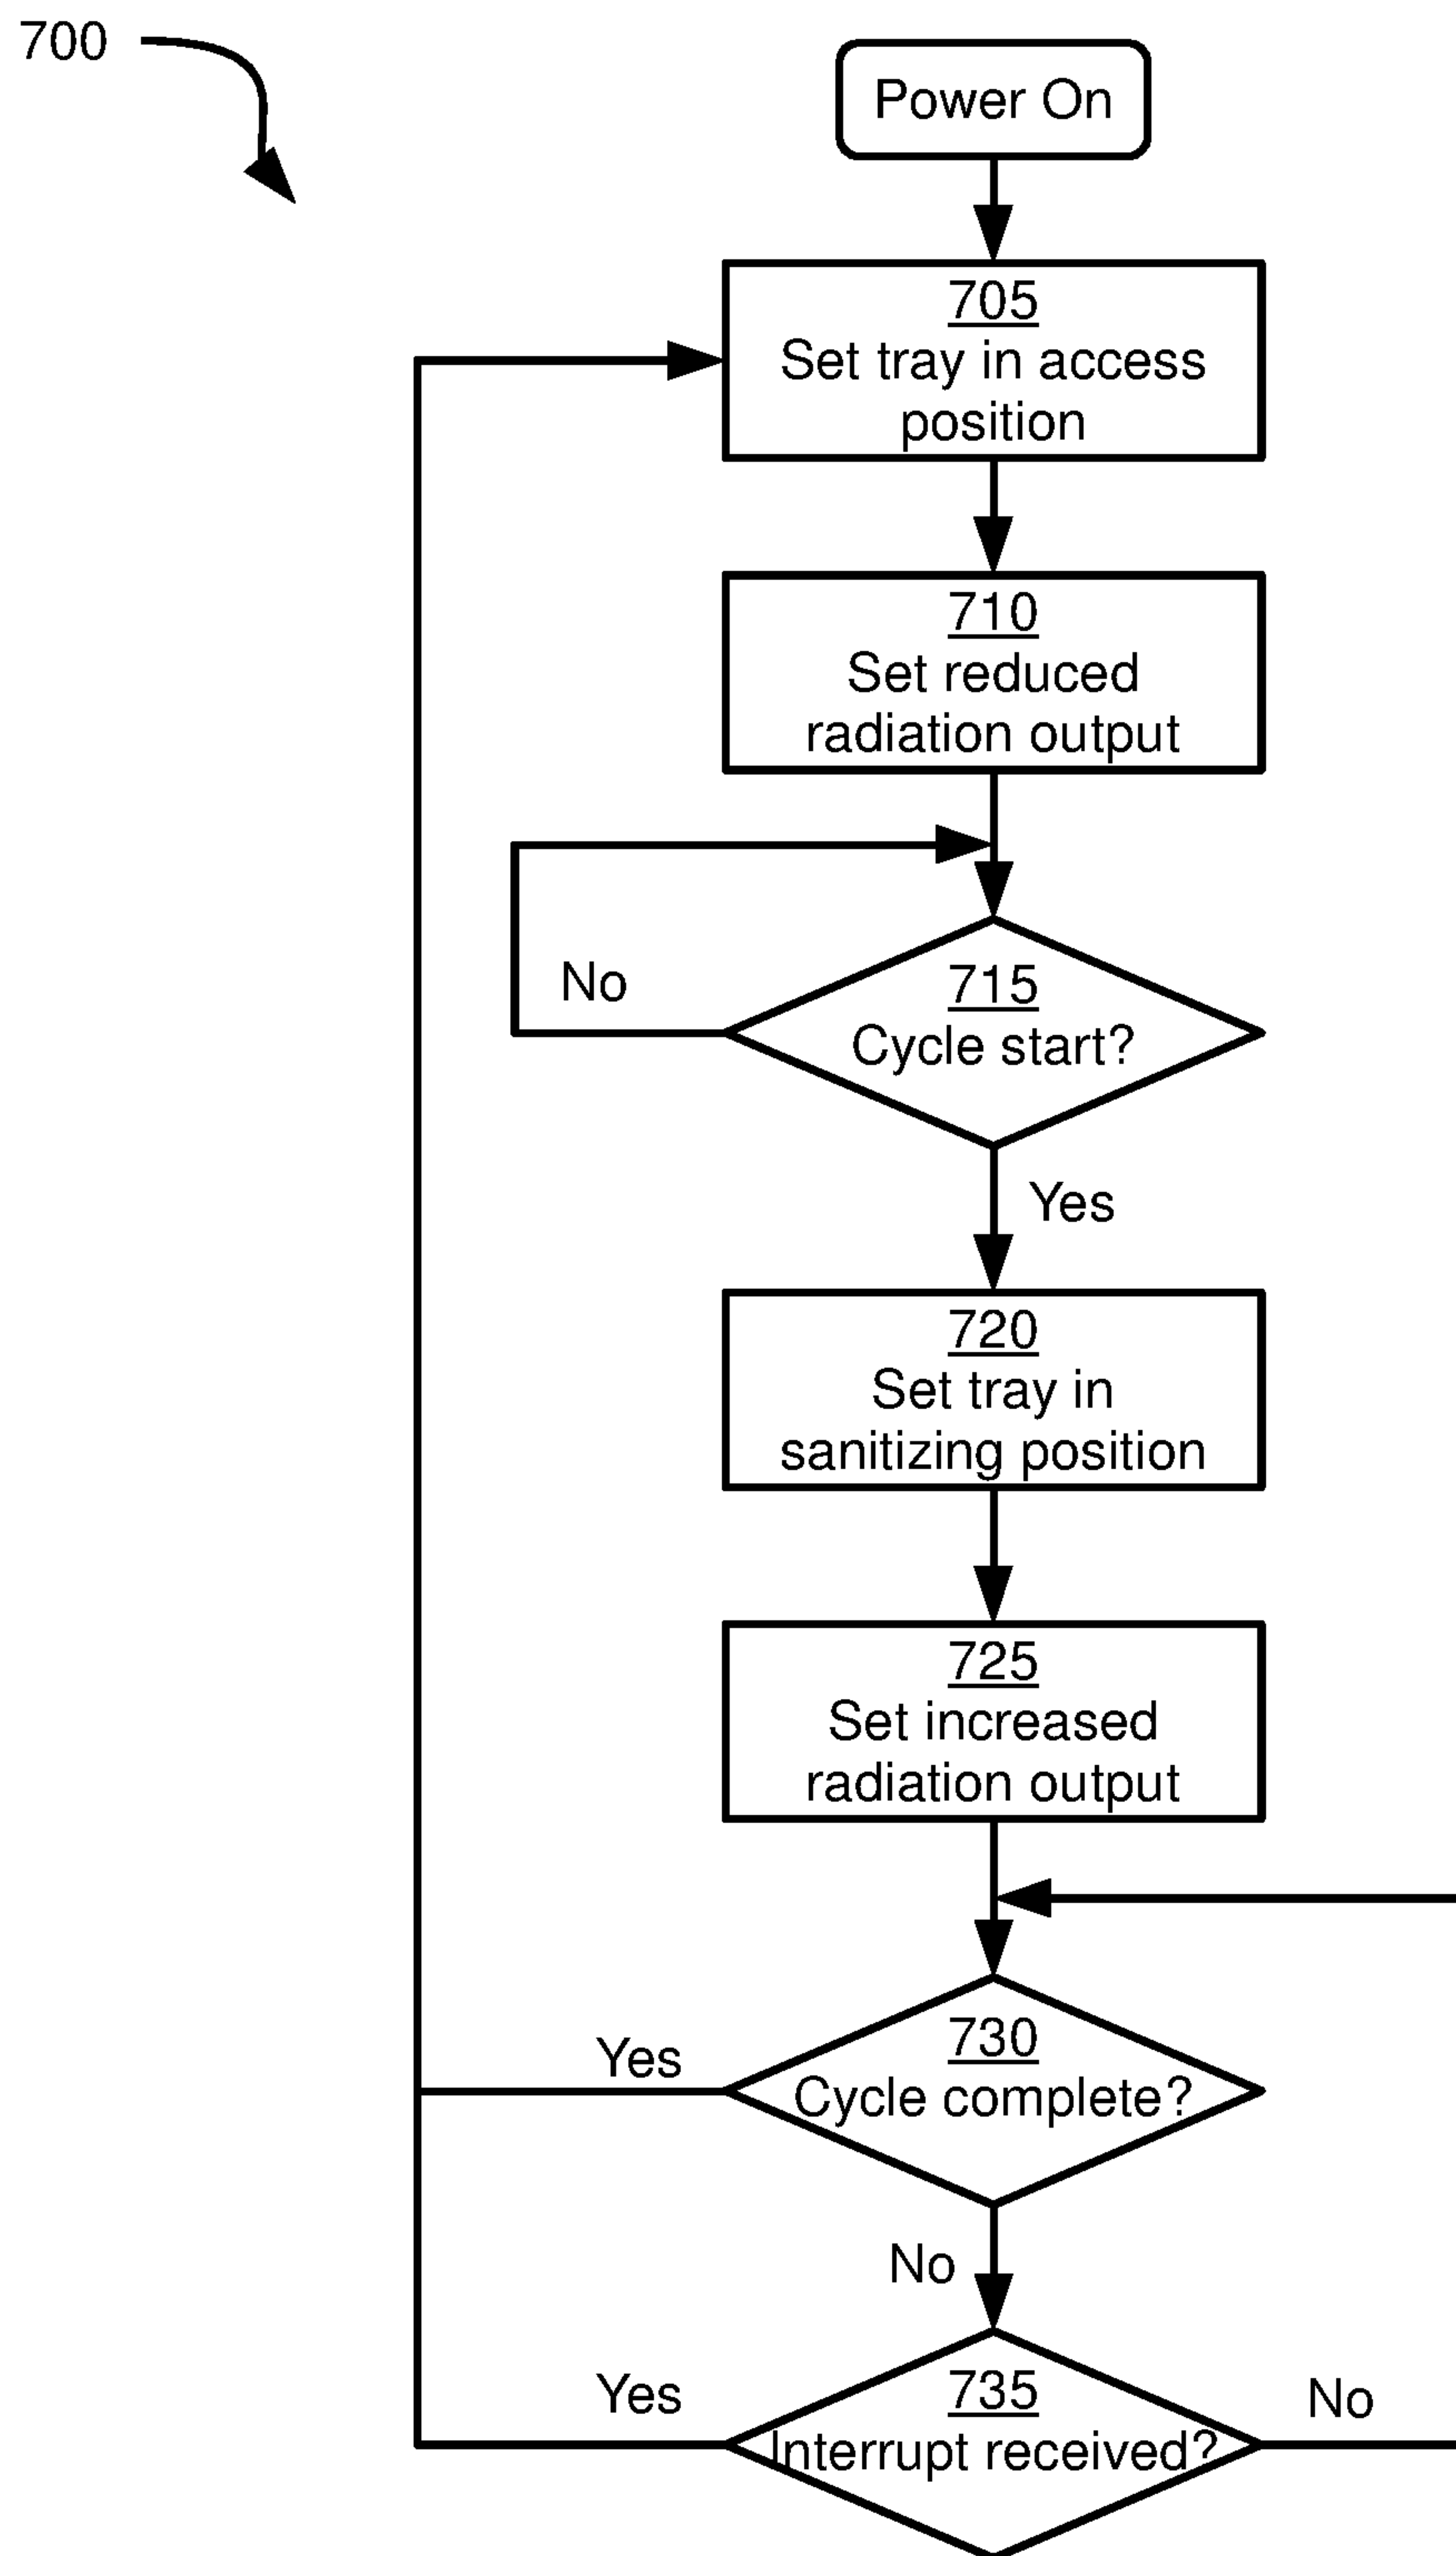 700
Power On
705
Set tray in access
position
710
Set reduced
radiation output
No
715
Cycle start?
Yes
720
Set tray in
sanitizing position
725
Set increased
radiation output
Yes
730
Cycle complete?
No
Yes
735
Interrupt received?
No